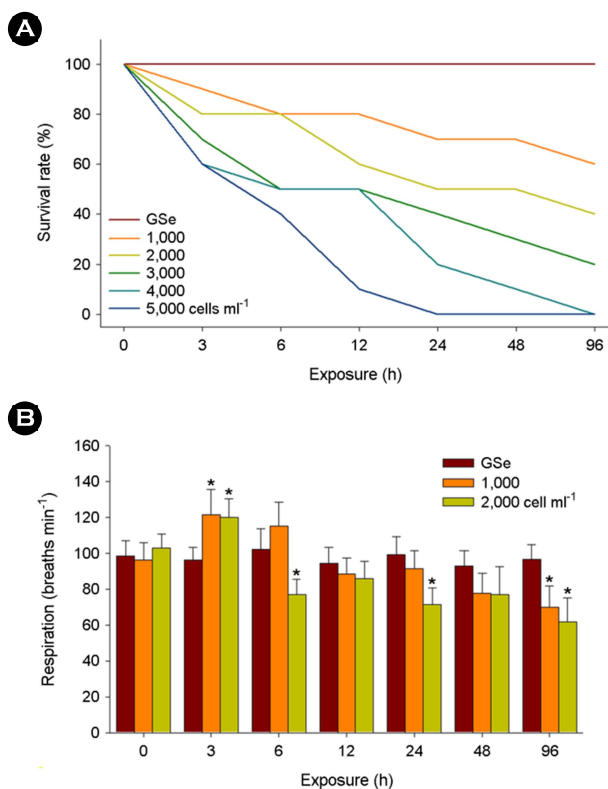 A
100
80
60
40
20
0
Survival rate (%)
GSe
1,000
2,000
3,000
4,000
5,000 cells ml⁻¹
0 3 6 12 24 48 96
Exposure (h)
B
160
140
120
100
80
60
40
20
0
Respiration (breaths min⁻¹)
GSe
1,000
2,000 cell ml⁻¹
* *
*
*
* *
0 3 6 12 24 48 96
Exposure (h)